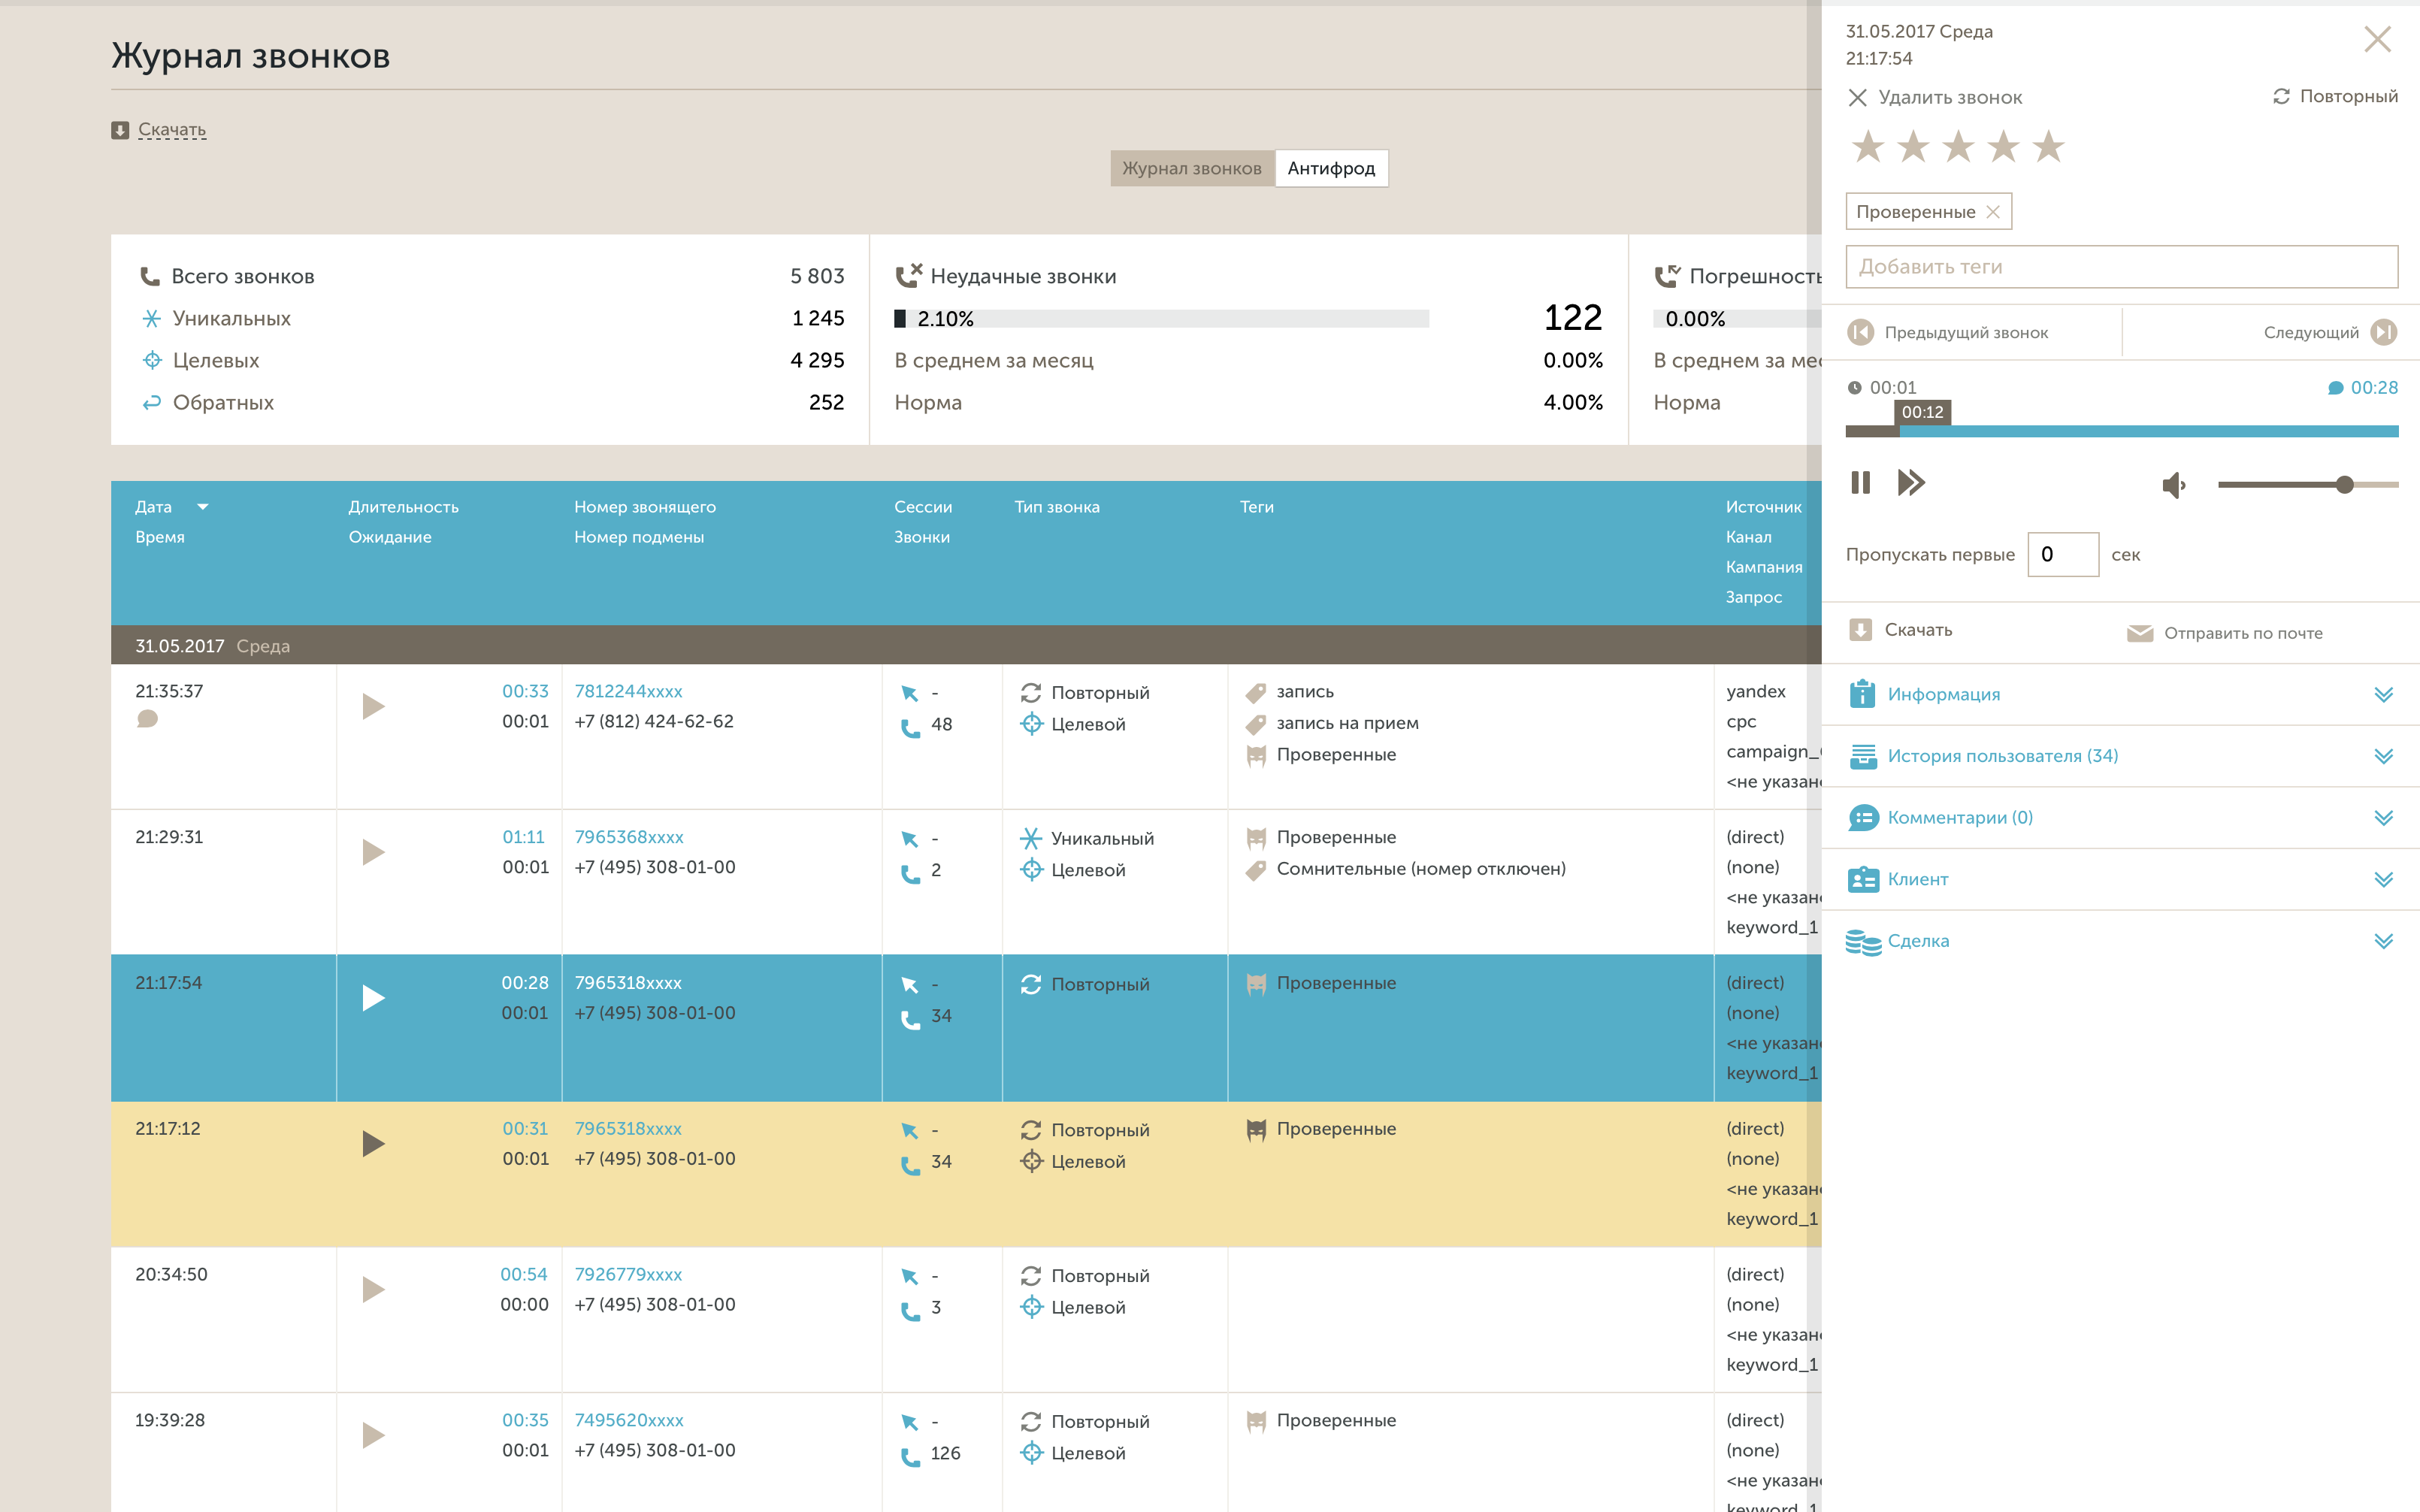 Журнал звонков
Скачать
Журнал звонков Антифрод
Всего звонков 5 803
Уникальных 1 245
Целевых 4 295
Обратных 252
Неудачные звонки
2.10% 122
В среднем за месяц 0.00%
Норма 4.00%
Погрешность
0.00%
В среднем за мес
Норма
Дата Длительность Номер звонящего Сессии Тип звонка Теги Источник
Время Ожидание Номер подмены Звонки Канал
Кампания
Запрос
31.05.2017 Среда
21:35:37 00:33 7812244xxxx - Повторный запись yandex
00:01 +7 (812) 424-62-62 48 Целевой запись на прием cpc
Проверенные campaign_
<не указан
21:29:31 01:11 7965368xxxx - Уникальный Проверенные (direct)
00:01 +7 (495) 308-01-00 2 Целевой Сомнительные (номер отключен) (none)
<не указан
keyword_1
21:17:54 00:28 7965318xxxx - Повторный Проверенные (direct)
00:01 +7 (495) 308-01-00 34 (none)
<не указан
keyword_1
21:17:12 00:31 7965318xxxx - Повторный Проверенные (direct)
00:01 +7 (495) 308-01-00 34 Целевой (none)
<не указан
keyword_1
20:34:50 00:54 7926779xxxx - Повторный (direct)
00:00 +7 (495) 308-01-00 3 Целевой (none)
<не указан
keyword_1
19:39:28 00:35 7495620xxxx - Повторный Проверенные (direct)
00:01 +7 (495) 308-01-00 126 Целевой (none)
<не указан
keyword_1
31.05.2017 Среда
21:17:54
Удалить звонок Повторный
Проверенные
Добавить теги
Предыдущий звонок Следующий
00:01 00:28
00:12
Пропускать первые 0 сек
Скачать Отправить по почте
Информация
История пользователя (34)
Комментарии (0)
Клиент
Сделка